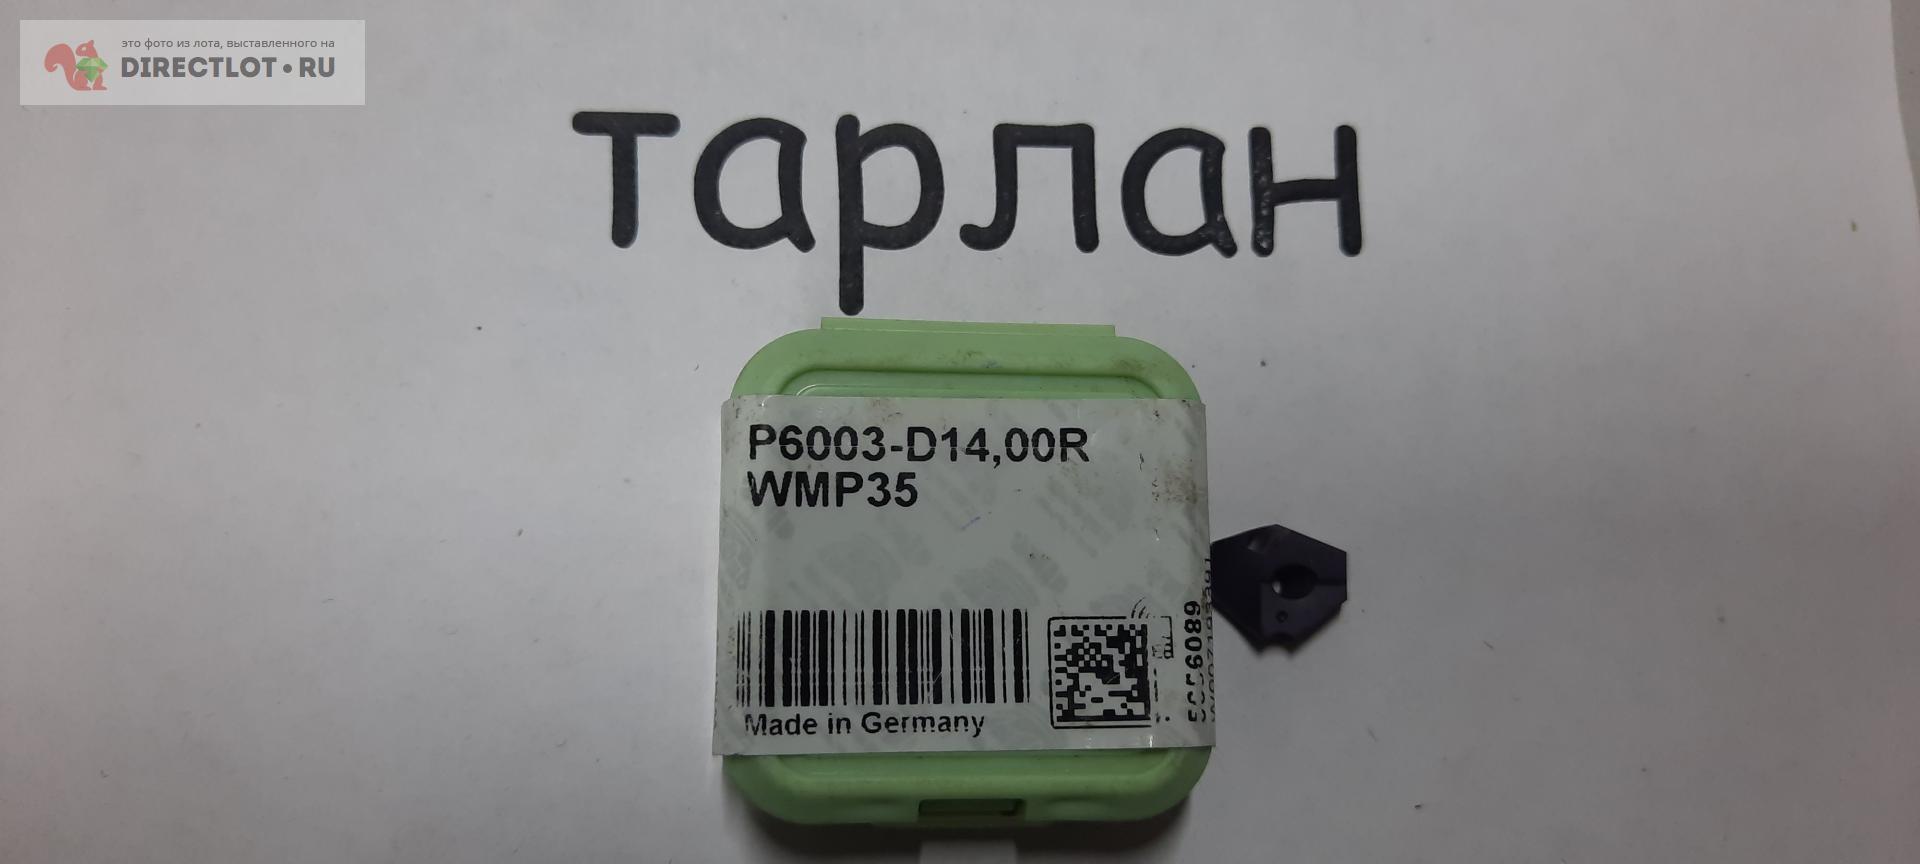 это фото из лота, выставленного на
DIRECTLOT•RU
тарлан
P6003-D14,00R
WMP35
Made in Germany